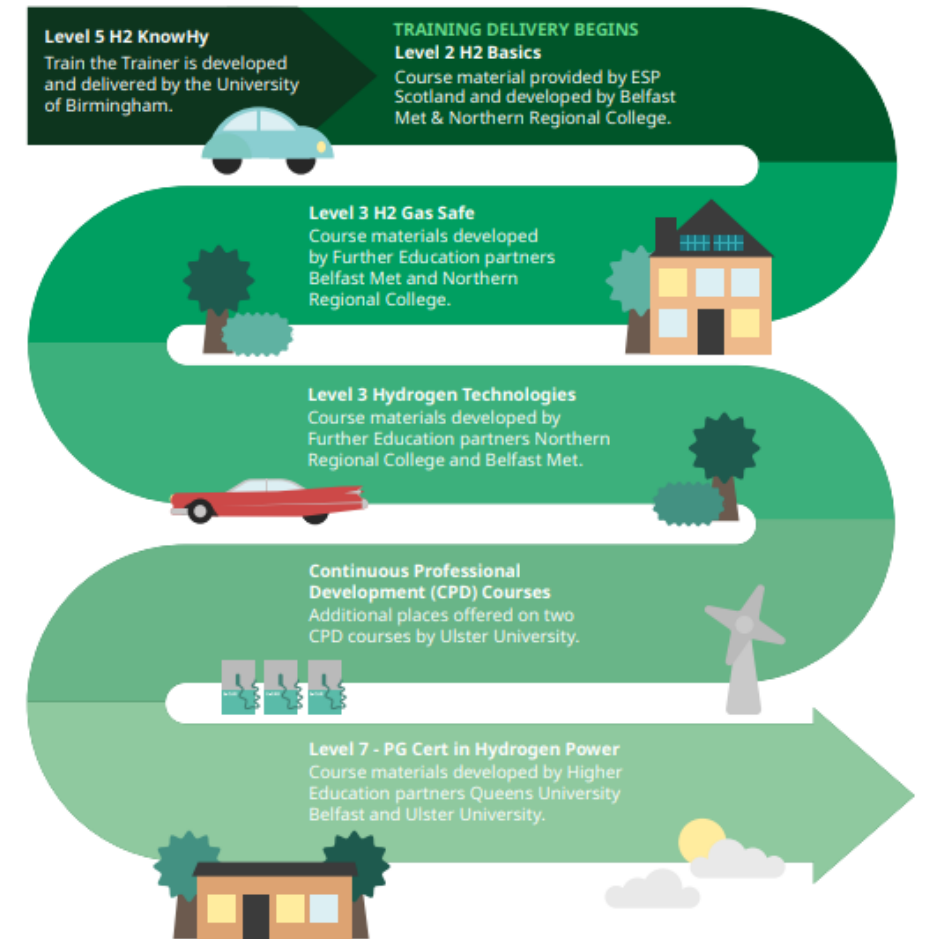 Level 5 H2 KnowHy
Train the Trainer is developed
and delivered by the University
of Birmingham.
TRAINING DELIVERY BEGINS
Level 2 H2 Basics
Course material provided by ESP
Scotland and developed by Belfast
Met & Northern Regional College.
Level 3 H2 Gas Safe
Course materials developed
by Further Education partners
Belfast Met and Northern
Regional College.
Level 3 Hydrogen Technologies
Course materials developed by
Further Education partners Northern
Regional College and Belfast Met.
Continuous Professional
Development (CPD) Courses
Additional places offered on two
CPD courses by Ulster University.
Level 7 - PG Cert in Hydrogen Power
Course materials developed by Higher
Education partners Queens University
Belfast and Ulster University.